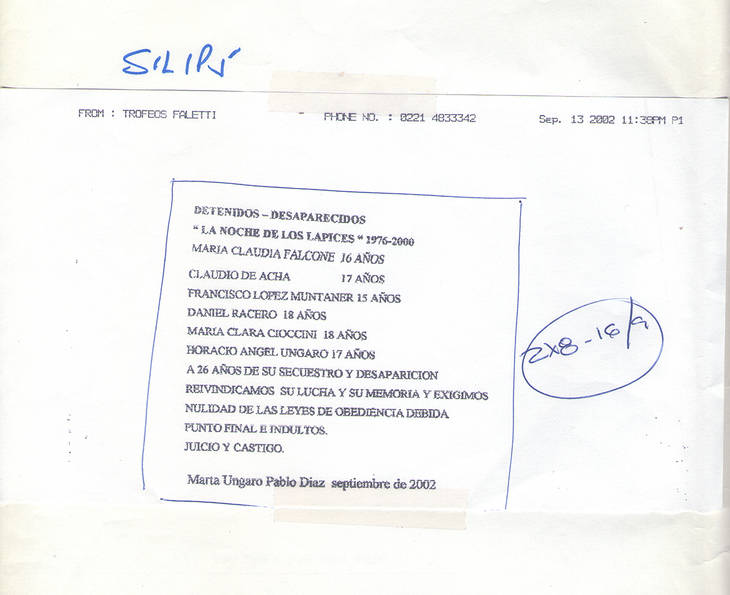 SILIPI
FROM : TROFEOS FALETTI PHONE NO. : 0221 4833342 Sep. 13 2002 11:38PM P1
DETENIDOS – DESAPARECIDOS
“ LA NOCHE DE LOS LAPICES “ 1976-2000
MARIA CLAUDIA FALCONE 16 AÑOS
CLAUDIO DE ACHA 17 AÑOS
FRANCISCO LOPEZ MUNTANER 15 AÑOS
DANIEL RACERO 18 AÑOS
MARIA CLARA CIOCCINI 18 AÑOS
HORACIO ANGEL UNGARO 17 AÑOS
A 26 AÑOS DE SU SECUESTRO Y DESAPARICION
REIVINDICAMOS SU LUCHA Y SU MEMORIA Y EXIGIMOS
NULIDAD DE LAS LEYES DE OBEDIENCIA DEBIDA
PUNTO FINAL E INDULTOS.
JUICIO Y CASTIGO.
Marta Ungaro Pablo Diaz septiembre de 2002
2x8-16/9